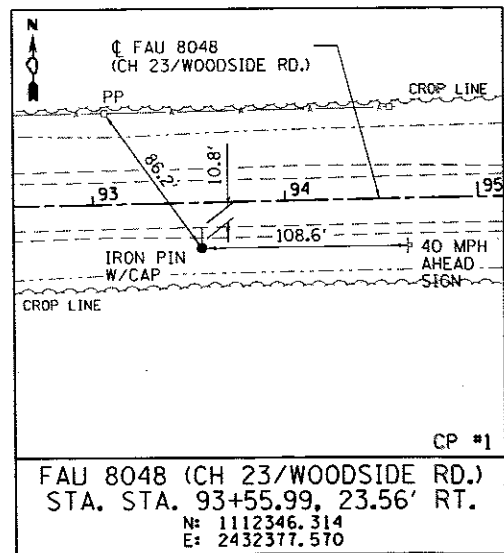 N
℄ FAU 8048
(CH 23/WOODSIDE RD.)
PP
CROP LINE
86.2'
10.8'
93
94
95
108.6'
IRON PIN
W/CAP
40 MPH
AHEAD
SIGN
CROP LINE
CP #1
FAU 8048 (CH 23/WOODSIDE RD.)
STA. STA. 93+55.99, 23.56' RT.
N: 1112346.314
E: 2432377.570